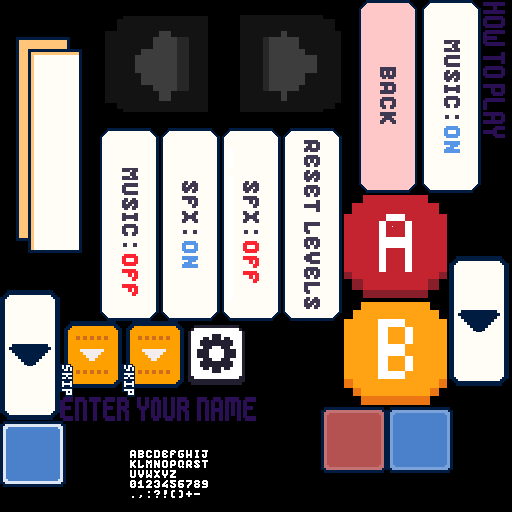 HOW TO PLAY
BACK
MUSIC:ON
MUSIC:OFF
SFX:ON
SFX:OFF
RESET LEVELS
A
B
SKIP
SKIP
ENTER YOUR NAME
ABCDEFGHIJ
KLMNOPQRST
UVWXYZ
0123456789
.,:?!()+-